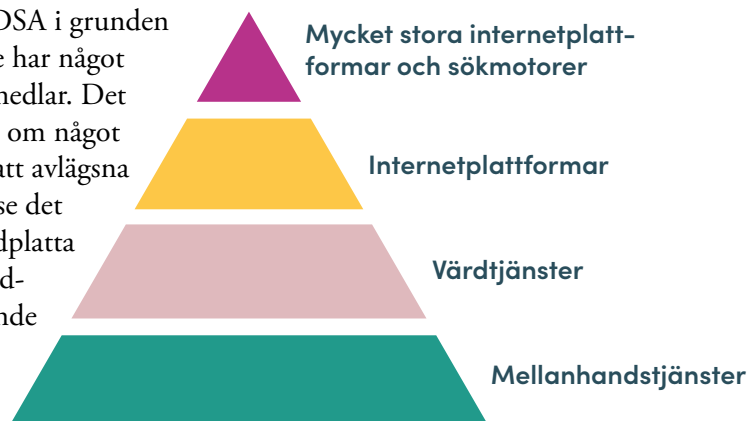 DSA i grunden
har något
medlar. Det
om något
att avlägsna
se det
dplatta
d-
nde
Mycket stora internetplatt-
formar och sökmotorer
Internetplattformar
Värdtjänster
Mellanhandstjänster